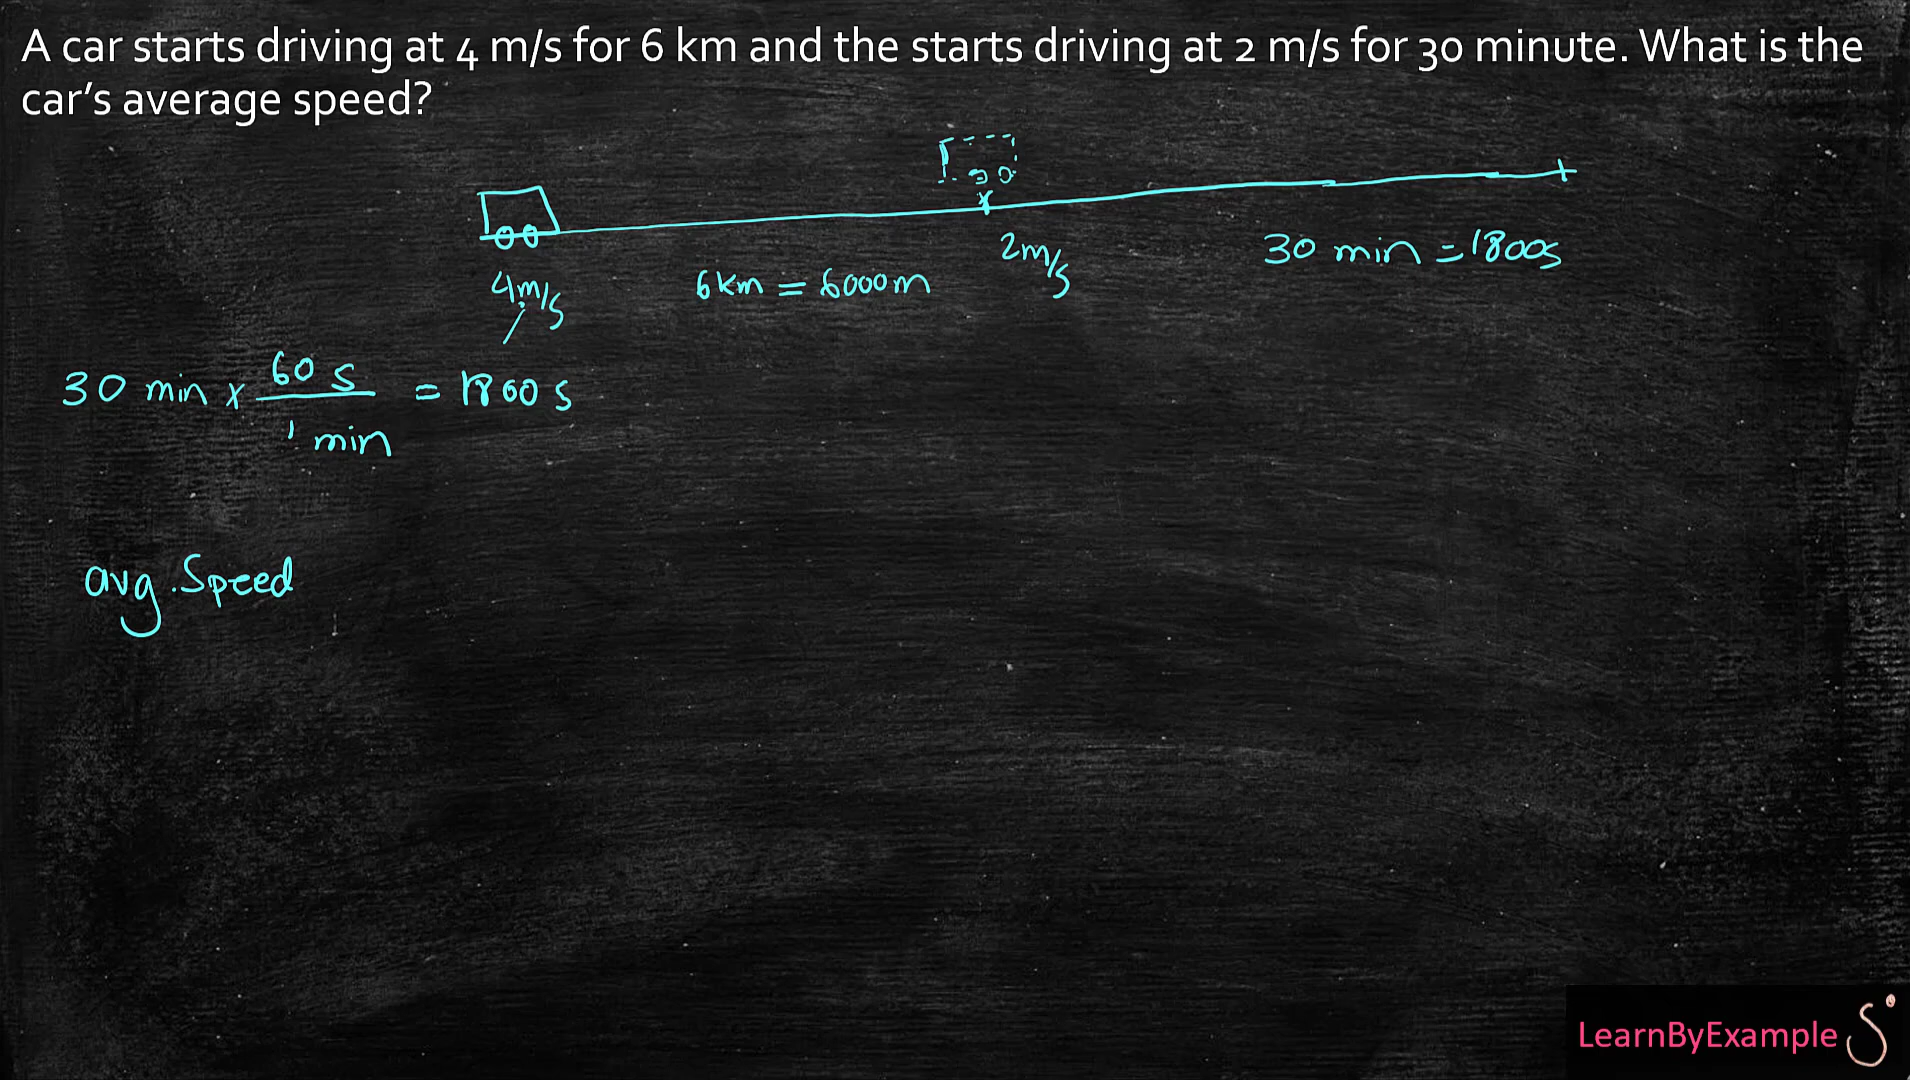 A car starts driving at 4 m/s for 6 km and the starts driving at 2 m/s for 30 minute. What is the
car's average speed?
4m/s
6km = 6000m
2m/s
30 min = 1800s
30 min x 60 s / 1 min = 1800 s
avg. Speed
LearnByExample